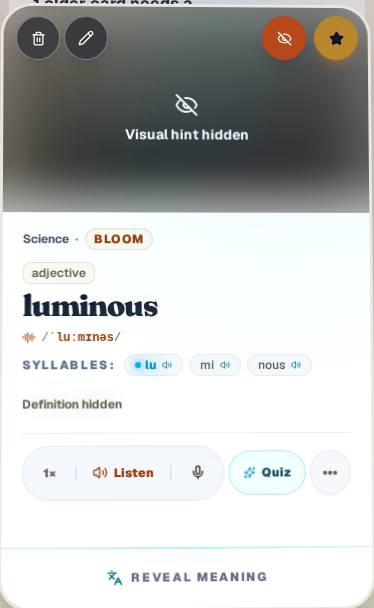 Visual hint hidden
Science · BLOOM
adjective
luminous
/ˈluːmɪnəs/
SYLLABLES: lu mi nous
Definition hidden
1× Listen Quiz
REVEAL MEANING